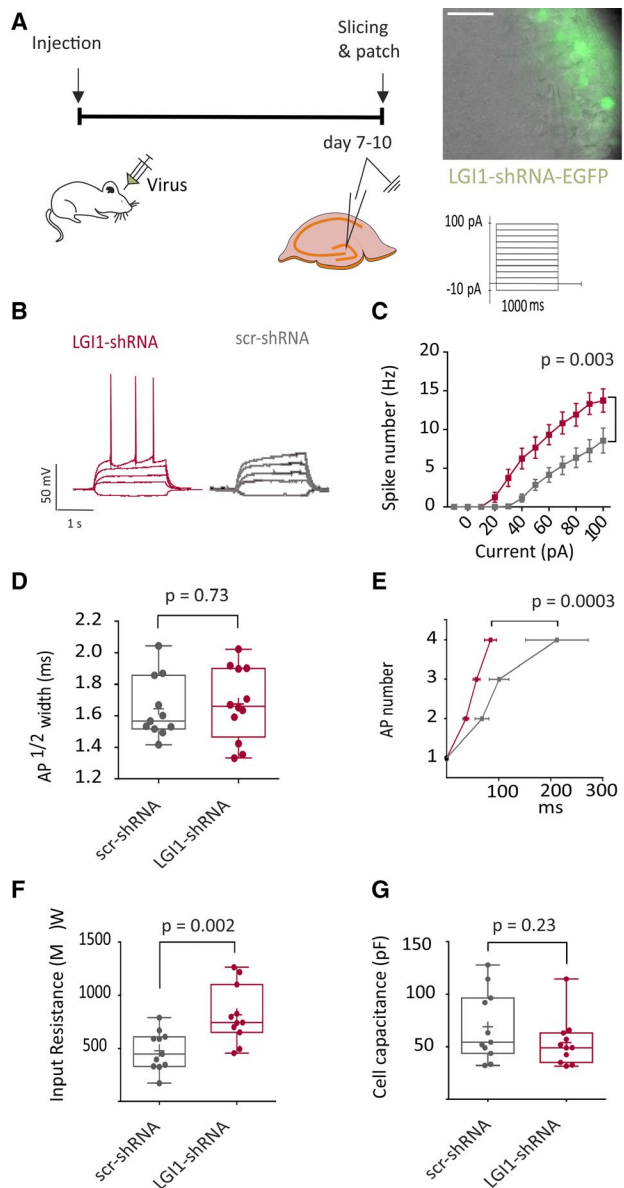 A
Injection
Slicing
& patch
day 7-10
Virus
LGI1-shRNA-EGFP
100 pA
-10 pA
1000 ms
B
LGI1-shRNA
scr-shRNA
50 mV
1 s
C
p = 0.003
Spike number (Hz)
20
15
10
5
0
0
20
40
60
80
100
Current (pA)
D
p = 0.73
AP 1/2 width (ms)
2.2
2.0
1.8
1.6
1.4
1.2
scr-shRNA
LGI1-shRNA
E
p = 0.0003
AP number
4
3
2
1
100
200
300
ms
F
p = 0.002
Input Resistance (M )W
1500
1000
500
scr-shRNA
LGI1-shRNA
G
p = 0.23
Cell capacitance (pF)
150
100
50
scr-shRNA
LGI1-shRNA